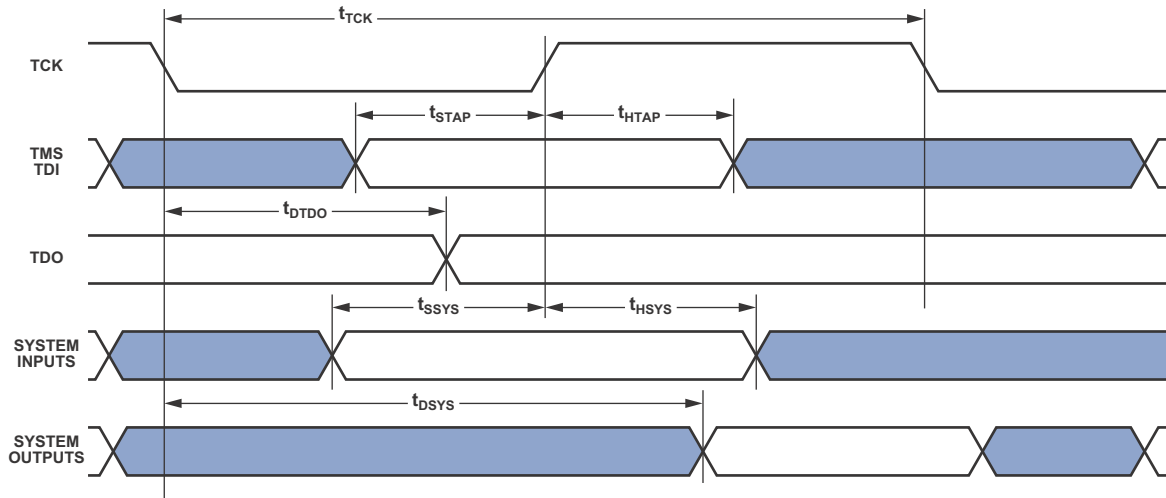 tTCK
TCK
tSTAP
tHTAP
TMS
TDI
tDTDO
TDO
tSSYS
tHSYS
SYSTEM
INPUTS
tDSYS
SYSTEM
OUTPUTS